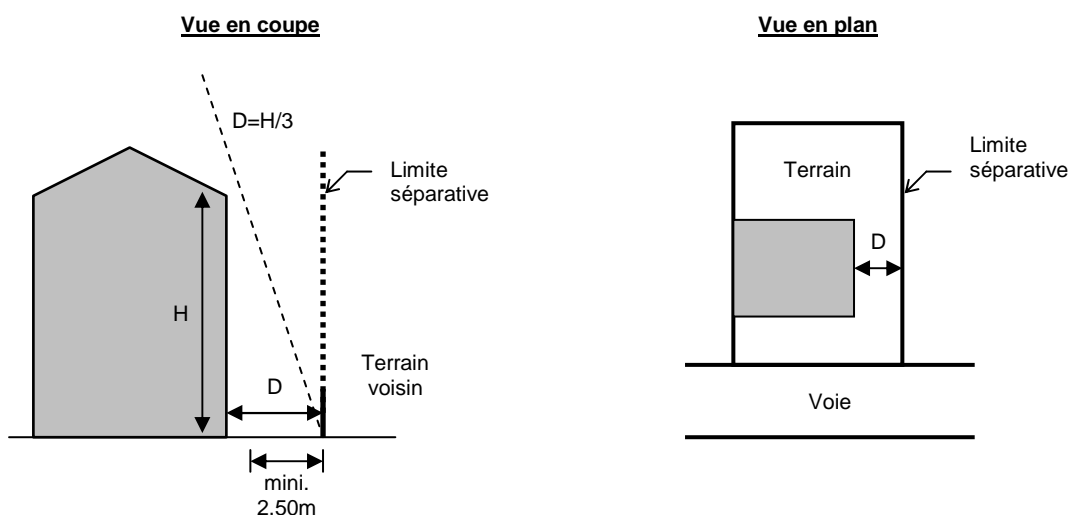 Vue en coupe
D=H/3
Limite
séparative
H
D
Terrain
voisin
mini.
2.50m
Vue en plan
Terrain
Limite
séparative
D
Voie